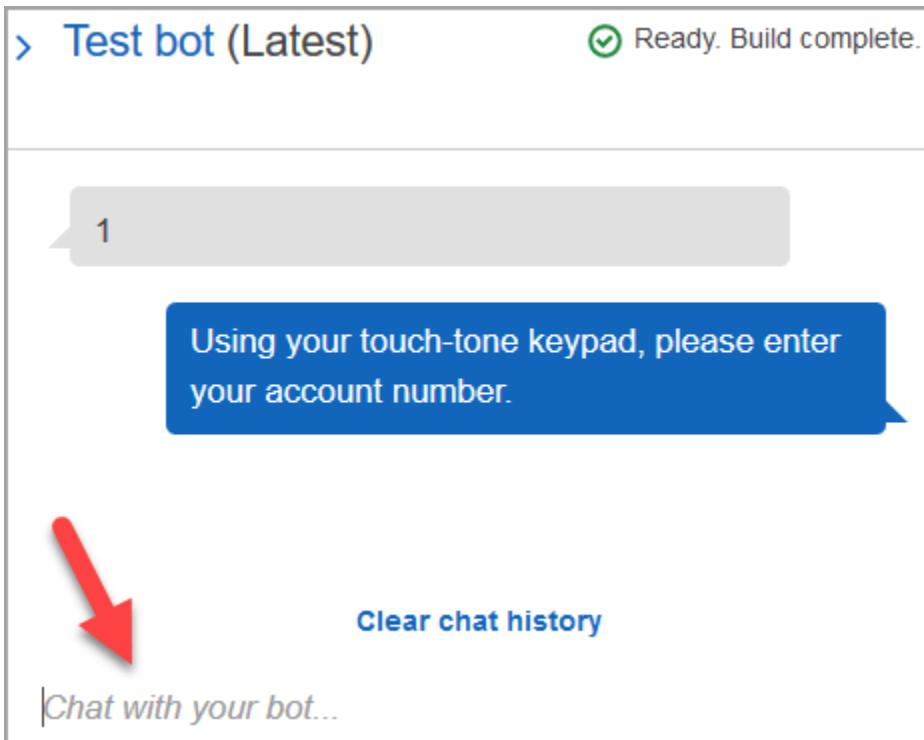 Test bot (Latest)
Ready. Build complete.
1
Using your touch-tone keypad, please enter
your account number.
Clear chat history
Chat with your bot...